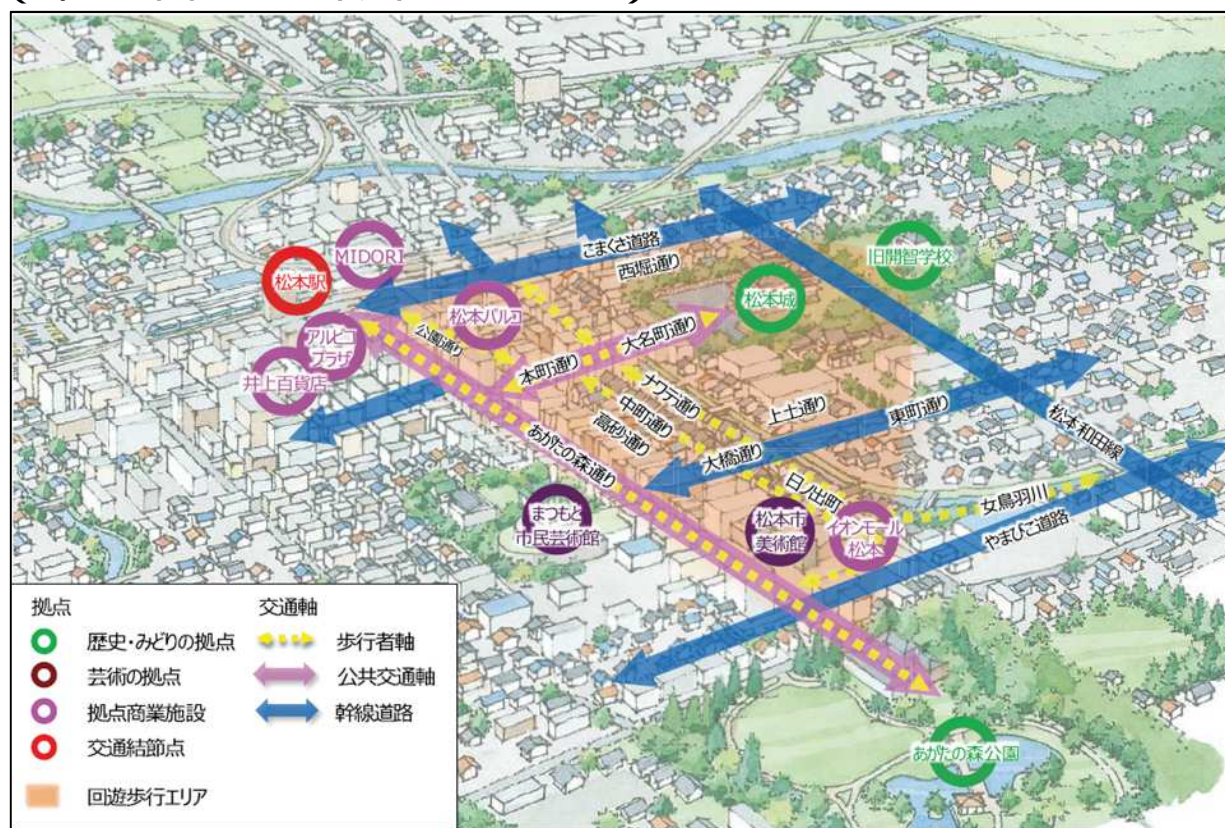 こまくさ道路
西堀通り
MIDORI
旧開智学校
松本駅
松本城
松本パルコ
公園通り
アルピコ
プラザ
大名町通り
本町通り
井上百貨店
ナワテ通り
上土通り
東町通り
松本和田線
中町通り
高砂通り
あがたの森通り
大橋通り
日ノ出町
女鳥羽川
まつもと
市民芸術館
松本市
美術館
イオンモール
松本
やまびこ道路
あがたの森公園
拠点
歴史・みどりの拠点
芸術の拠点
拠点商業施設
交通結節点
回遊歩行エリア
交通軸
歩行者軸
公共交通軸
幹線道路